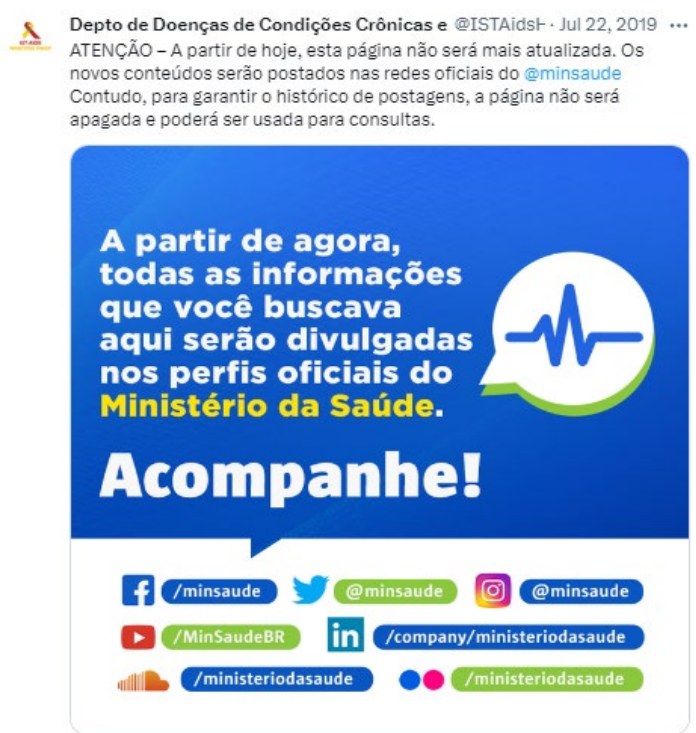 Depto de Doenças de Condições Crônicas e @ISTAidsH · Jul 22, 2019 ···
ATENÇÃO – A partir de hoje, esta página não será mais atualizada. Os
novos conteúdos serão postados nas redes oficiais do @minsaude
Contudo, para garantir o histórico de postagens, a página não será
apagada e poderá ser usada para consultas.
A partir de agora,
todas as informações
que você buscava
aqui serão divulgadas
nos perfis oficiais do
Ministério da Saúde.
Acompanhe!
/minsaude @minsaude @minsaude
/MinSaudeBR in /company/ministeriodasaude
/ministeriodasaude /ministeriodasaude